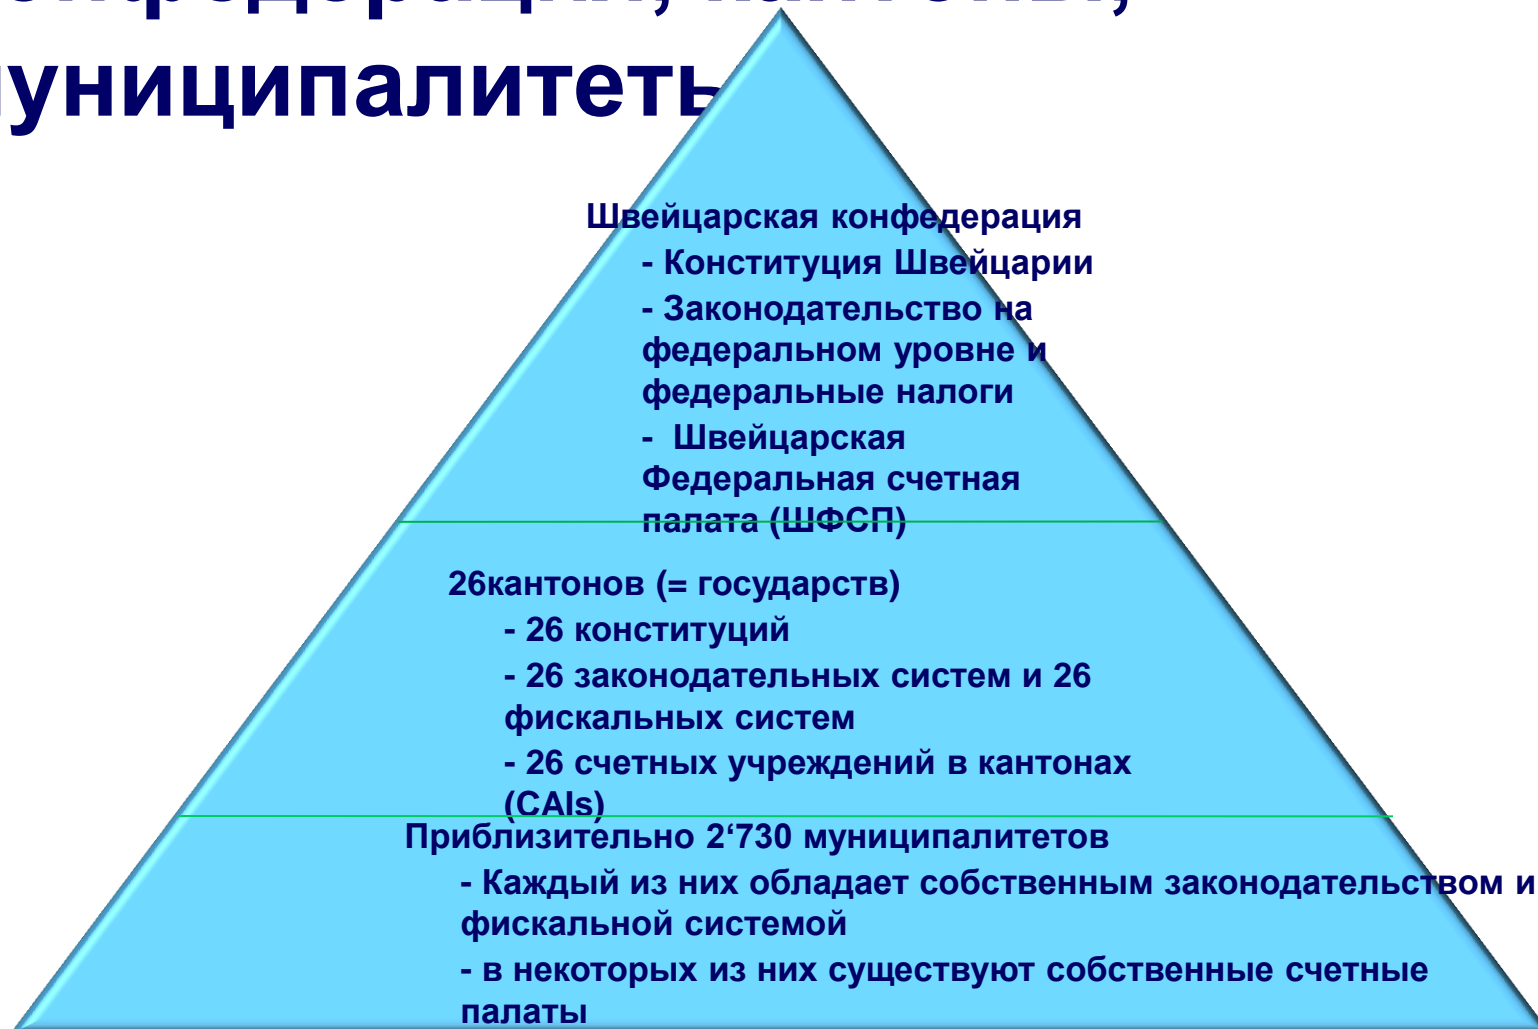 муниципалитеты
Швейцарская конфедерация
- Конституция Швейцарии
- Законодательство на
федеральном уровне и
федеральные налоги
- Швейцарская
Федеральная счетная
палата (ШФСП)
26кантонов (= государств)
- 26 конституций
- 26 законодательных систем и 26
фискальных систем
- 26 счетных учреждений в кантонах
(CAIs)
Приблизительно 2‘730 муниципалитетов
- Каждый из них обладает собственным законодательством и
фискальной системой
- в некоторых из них существуют собственные счетные
палаты